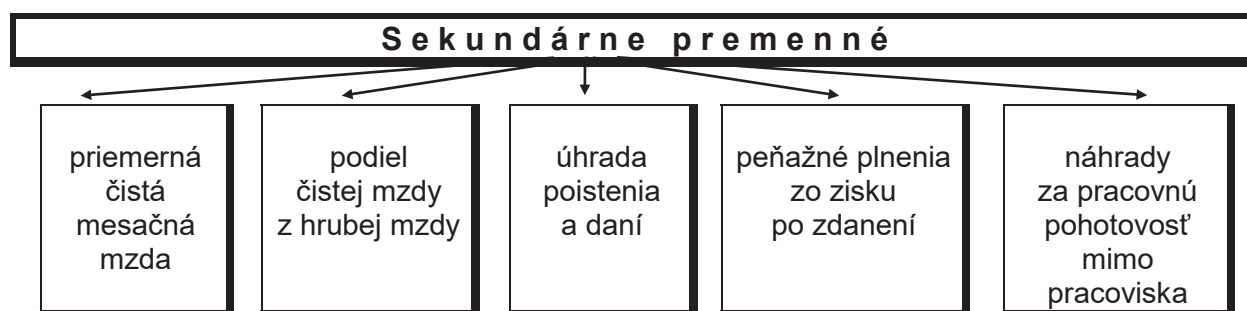 Sekundárne premenné
priemerná
čistá
mesačná
mzda
podiel
čistej mzdy
z hrubej mzdy
úhrada
poistenia
a daní
peňažné plnenia
zo zisku
po zdanení
náhrady
za pracovnú
pohotovosť
mimo
pracoviska